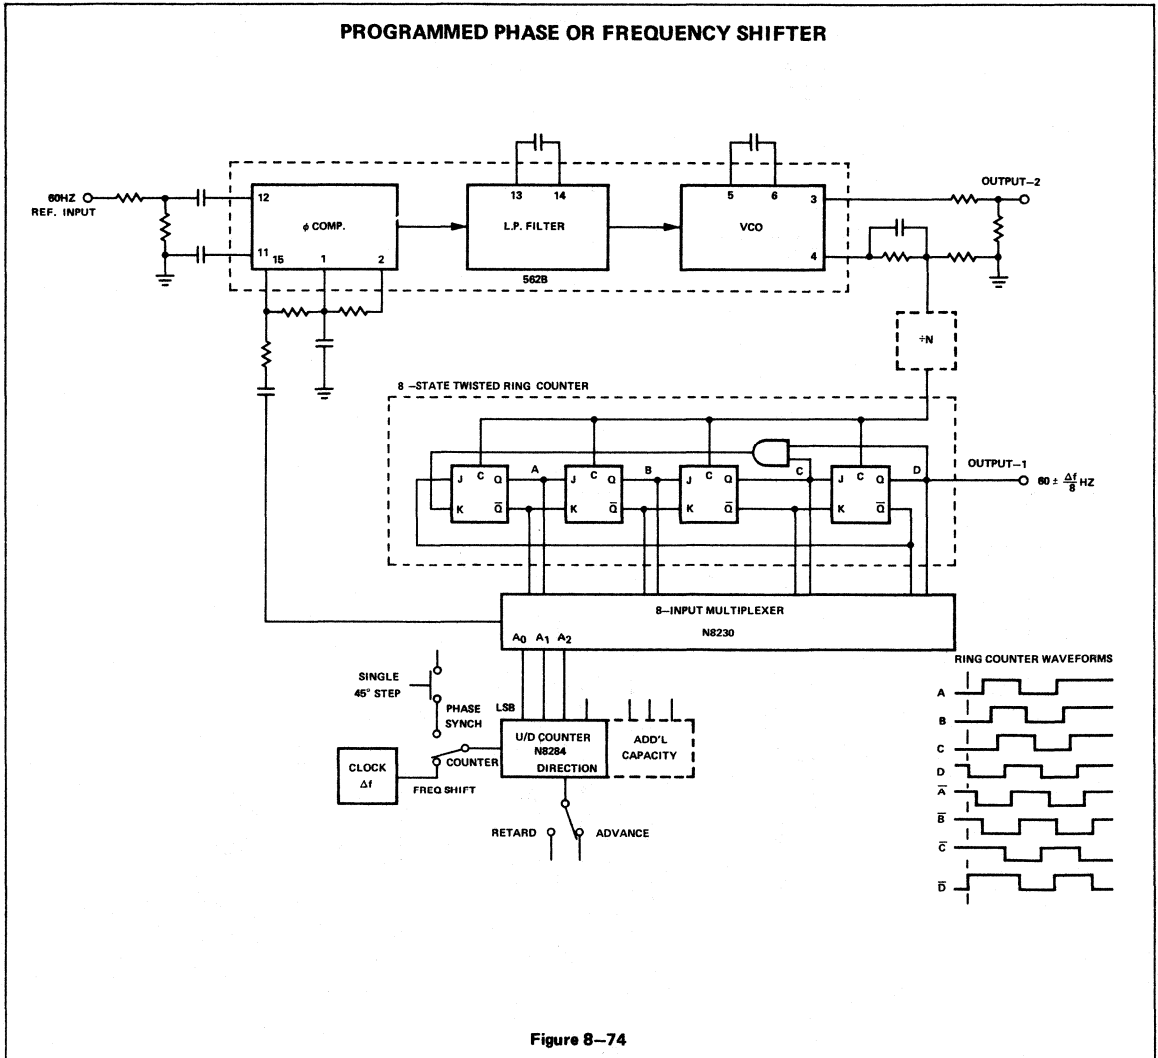 PROGRAMMED PHASE OR FREQUENCY SHIFTER
60HZ
REF. INPUT
12
11
15
1
2
φ COMP.
13
14
L.P. FILTER
562B
5
6
3
4
VCO
OUTPUT–2
÷N
8 –STATE TWISTED RING COUNTER
J C Q
K Q̅
A
J C Q
K Q̅
B
J C Q
K Q̅
C
J C Q
K Q̅
D
OUTPUT–1
60 ± Δf/8 HZ
8–INPUT MULTIPLEXER
N8230
A0 A1 A2
SINGLE
45° STEP
PHASE
SYNCH
LSB
U/D COUNTER
N8284
DIRECTION
ADD'L
CAPACITY
CLOCK
Δf
COUNTER
FREQ SHIFT
RETARD
ADVANCE
RING COUNTER WAVEFORMS
A
B
C
D
A̅
B̅
C̅
D̅
Figure 8–74